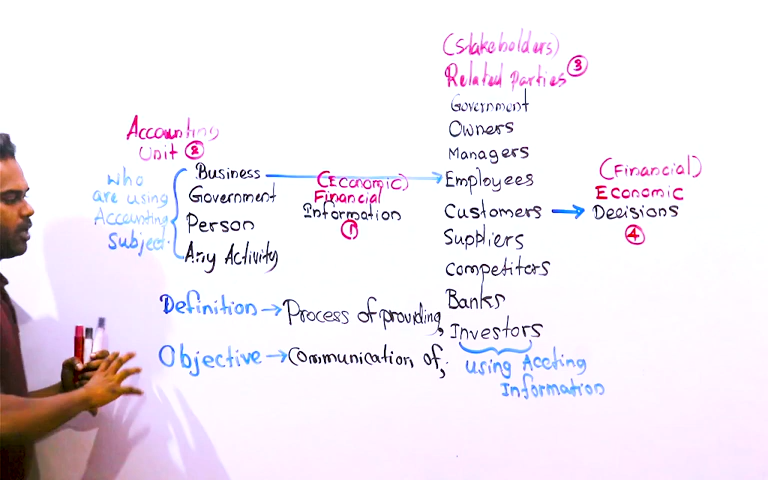 (Stakeholders)
Related parties ③
Accounting
Unit ②
Who
are using
Accounting
Subject.
Business
Government
Person
Any Activity
(Economic)
Financial
Information
①
Government
Owners
Managers
Employees
Customers
Suppliers
Competitors
Banks
Investors
(Financial)
Economic
Decisions
④
Definition → Process of providing,
Objective → Communication of,
using Accting
Information